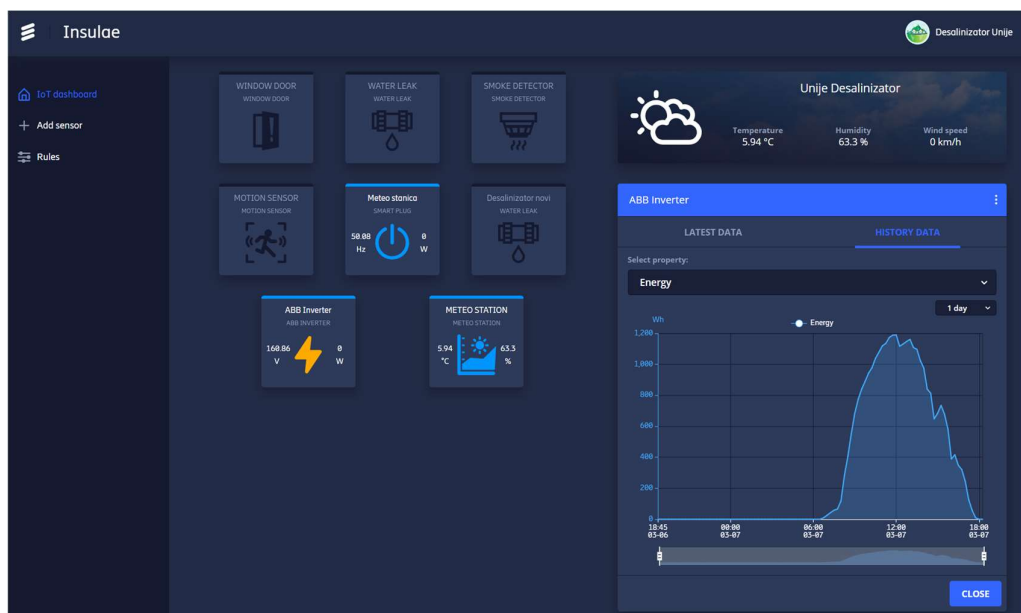 Insulae
Desalinizator Unije
IoT dashboard
Add sensor
Rules
WINDOW DOOR
WINDOW DOOR
WATER LEAK
WATER LEAK
SMOKE DETECTOR
SMOKE DETECTOR
MOTION SENSOR
MOTION SENSOR
Meteo stanica
SMART PLUG
50.08
Hz
0
W
Desalinizator novi
WATER LEAK
ABB Inverter
ABB INVERTER
160.86
V
0
W
METEO STATION
METEO STATION
5.94
°C
63.3
%
Unije Desalinizator
Temperature
5.94 °C
Humidity
63.3 %
Wind speed
0 km/h
ABB Inverter
LATEST DATA
HISTORY DATA
Select property:
Energy
1 day
Wh
Energy
1,200
1,000
800
600
400
200
0
18:45
03-06
00:00
03-07
06:00
03-07
12:00
03-07
18:00
03-07
CLOSE